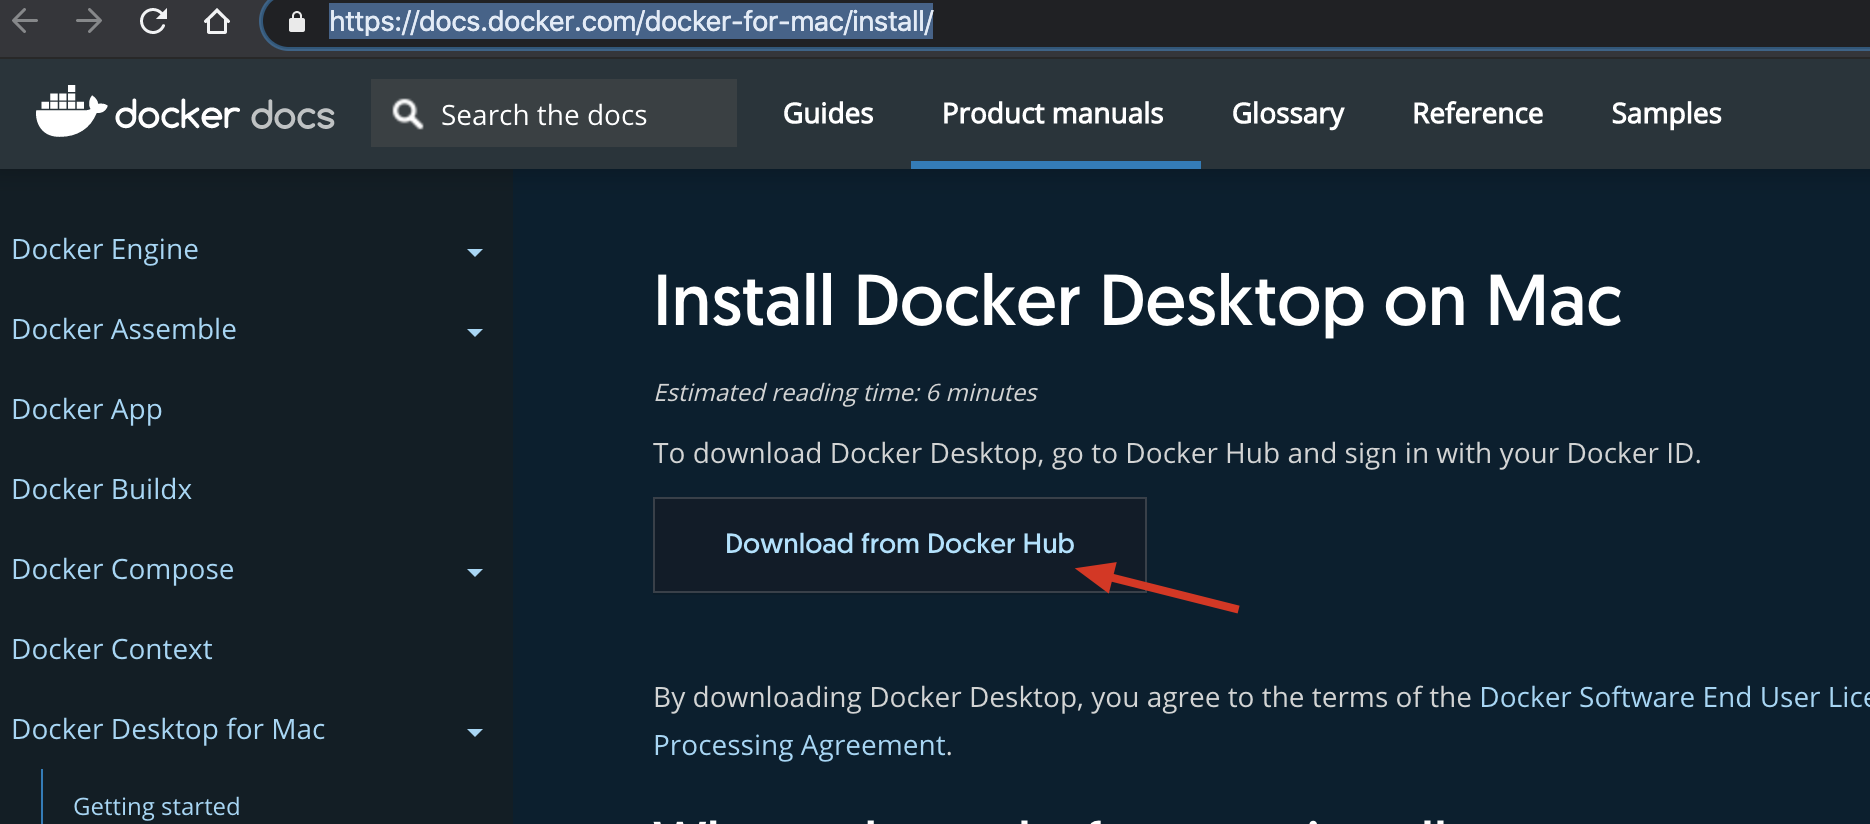 https://docs.docker.com/docker-for-mac/install/
docker docs
Search the docs
Guides
Product manuals
Glossary
Reference
Samples
Docker Engine
Docker Assemble
Docker App
Docker Buildx
Docker Compose
Docker Context
Docker Desktop for Mac
Getting started
Install Docker Desktop on Mac
Estimated reading time: 6 minutes
To download Docker Desktop, go to Docker Hub and sign in with your Docker ID.
Download from Docker Hub
By downloading Docker Desktop, you agree to the terms of the Docker Software End User
Processing Agreement.